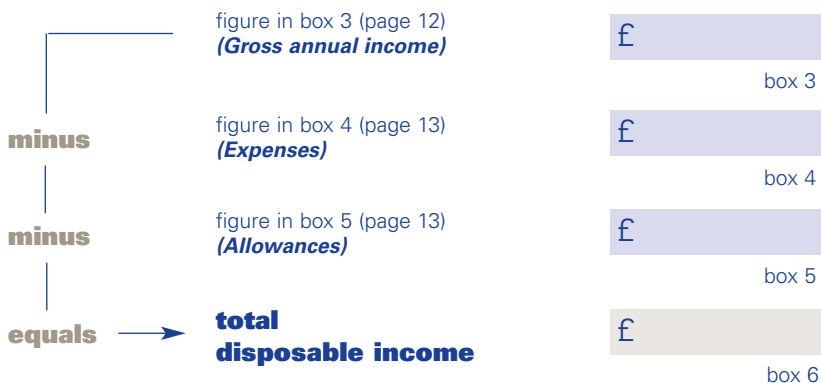 figure in box 3 (page 12)
(Gross annual income)
£
box 3
minus
figure in box 4 (page 13)
(Expenses)
£
box 4
minus
figure in box 5 (page 13)
(Allowances)
£
box 5
equals
total
disposable income
£
box 6